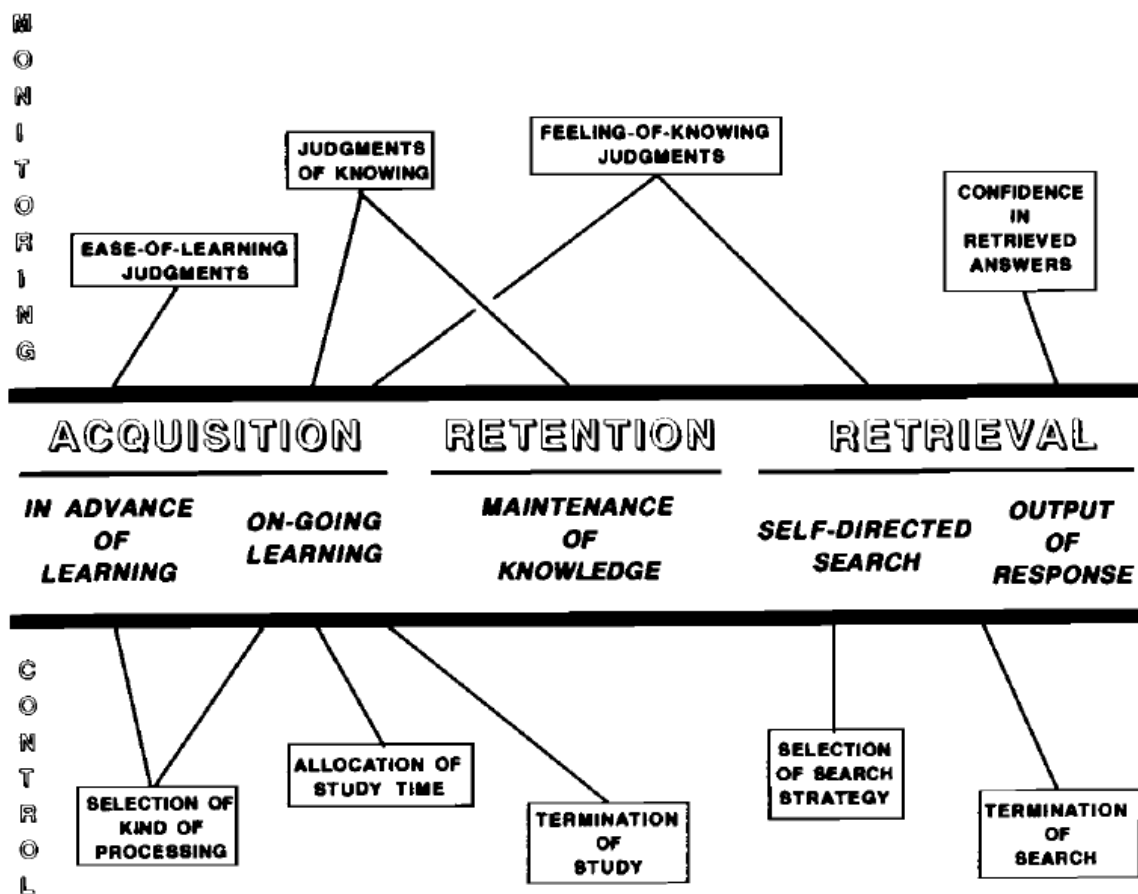 MONITORING
JUDGMENTS
OF KNOWING
FEELING-OF-KNOWING
JUDGMENTS
CONFIDENCE
IN
RETRIEVED
ANSWERS
EASE-OF-LEARNING
JUDGMENTS
ACQUISITION
RETENTION
RETRIEVAL
IN ADVANCE
OF
LEARNING
ON-GOING
LEARNING
MAINTENANCE
OF
KNOWLEDGE
SELF-DIRECTED
SEARCH
OUTPUT
OF
RESPONSE
CONTROL
SELECTION OF
KIND OF
PROCESSING
ALLOCATION OF
STUDY TIME
TERMINATION
OF
STUDY
SELECTION
OF SEARCH
STRATEGY
TERMINATION
OF
SEARCH